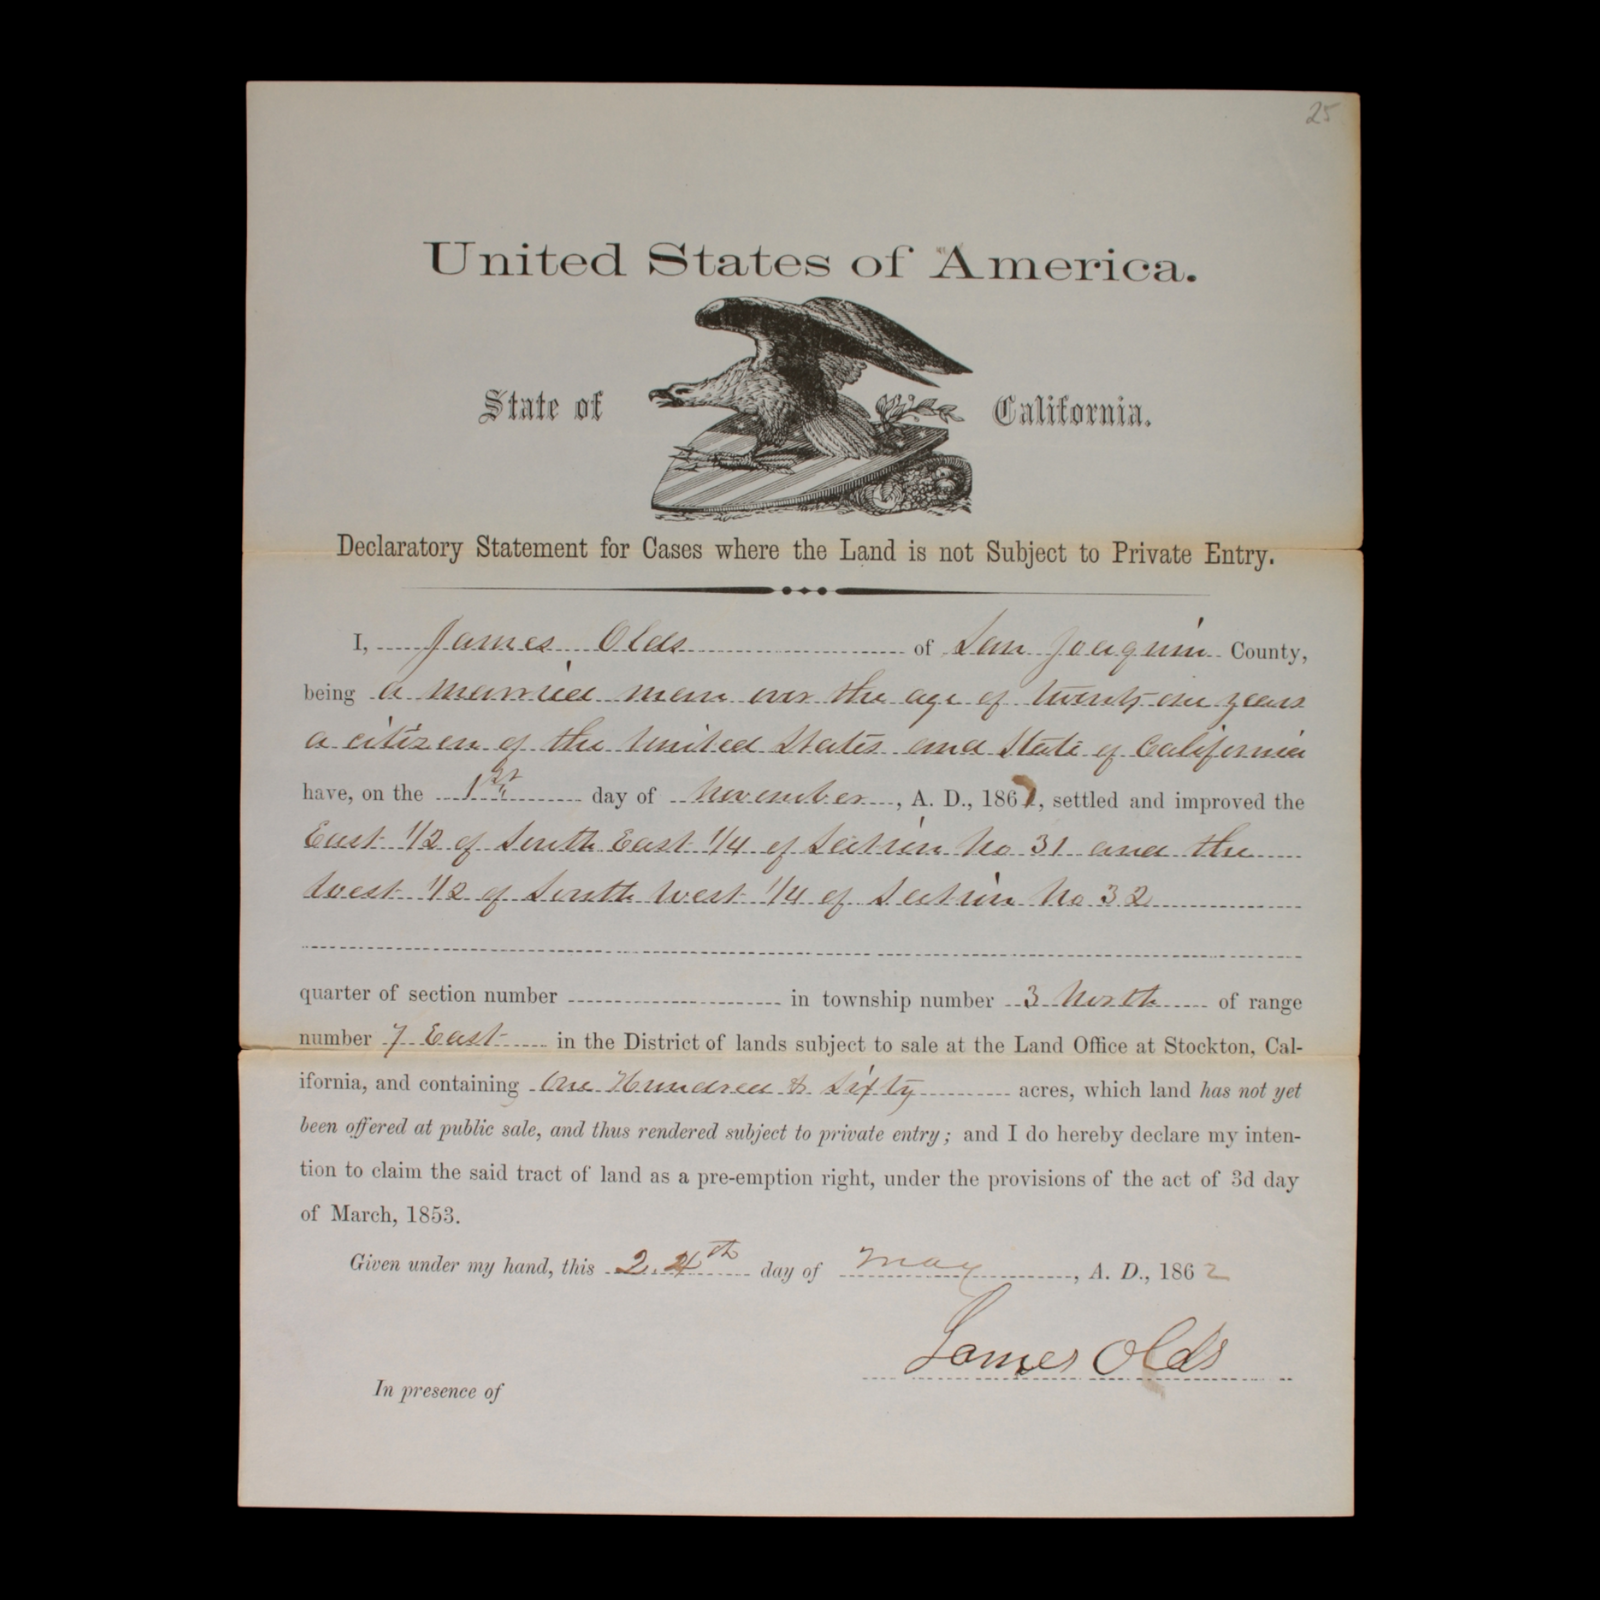 25
United States of America.
State of California.
Declaratory Statement for Cases where the Land is not Subject to Private Entry.
I, James Olds of San Joaquin County,
being a married man over the age of twenty-one years
a citizen of the United States and State of California
have, on the 1st day of November, A. D., 1861, settled and improved the
East 1/2 of South East 1/4 of Section No 31 and the
West 1/2 of South West 1/4 of Section No 32
quarter of section number in township number 3 North of range
number 7 East in the District of lands subject to sale at the Land Office at Stockton, Cal-
ifornia, and containing One Hundred & Sixty acres, which land has not yet
been offered at public sale, and thus rendered subject to private entry; and I do hereby declare my inten-
tion to claim the said tract of land as a pre-emption right, under the provisions of the act of 3d day
of March, 1853.
Given under my hand, this 24th day of May, A. D., 1862
James Olds
In presence of